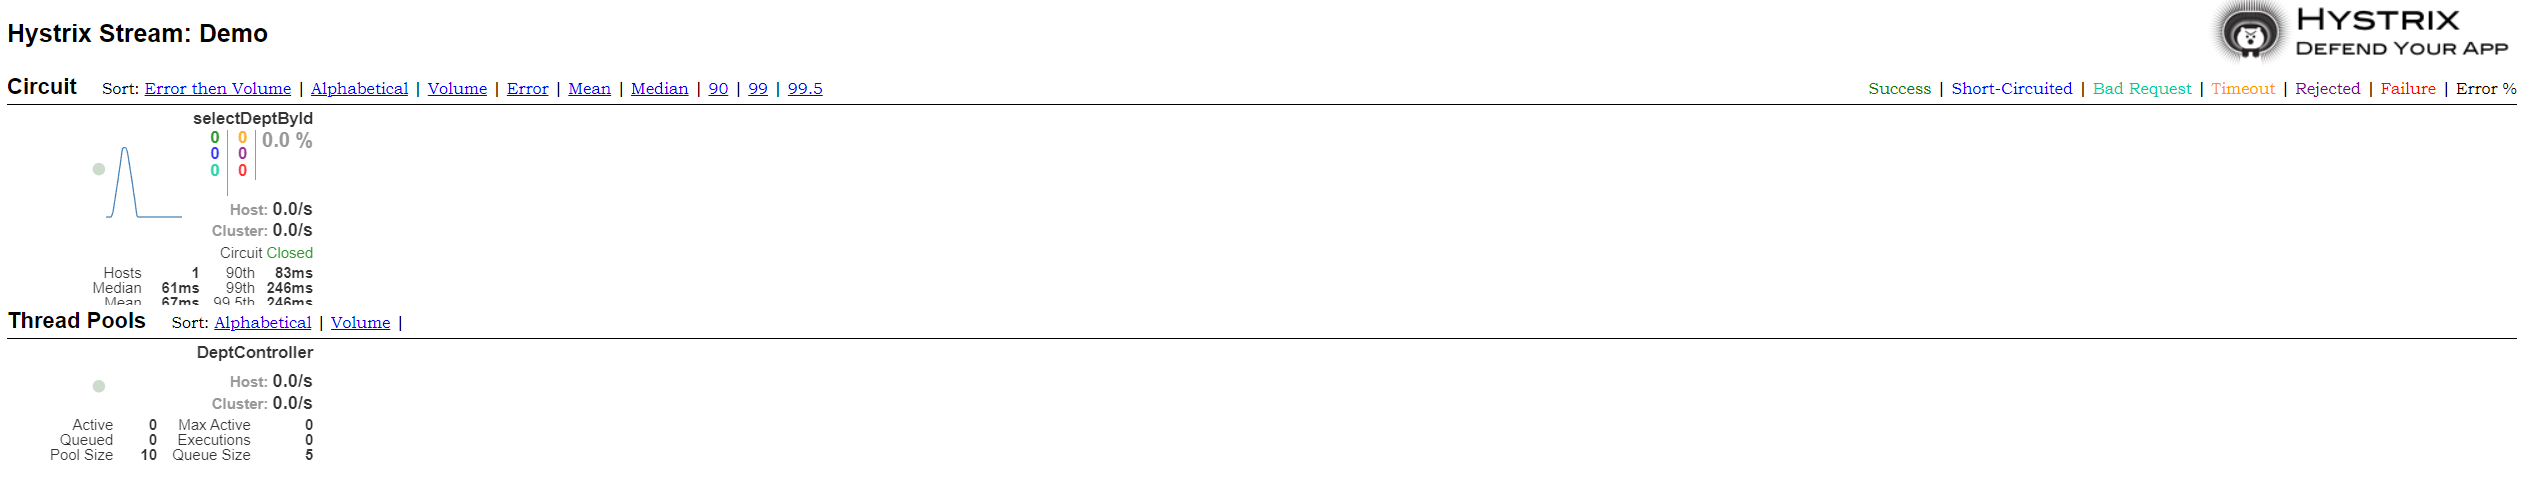 Hystrix Stream: Demo
HYSTRIX
DEFEND YOUR APP
Circuit Sort: Error then Volume | Alphabetical | Volume | Error | Mean | Median | 90 | 99 | 99.5
Success | Short-Circuited | Bad Request | Timeout | Rejected | Failure | Error %
selectDeptById
0 0 0.0 %
0 0
0 0
Host: 0.0/s
Cluster: 0.0/s
Circuit Closed
Hosts 1 90th 83ms
Median 61ms 99th 246ms
Mean 67ms 99.5th 246ms
Thread Pools Sort: Alphabetical | Volume |
DeptController
Host: 0.0/s
Cluster: 0.0/s
Active 0 Max Active 0
Queued 0 Executions 0
Pool Size 10 Queue Size 5